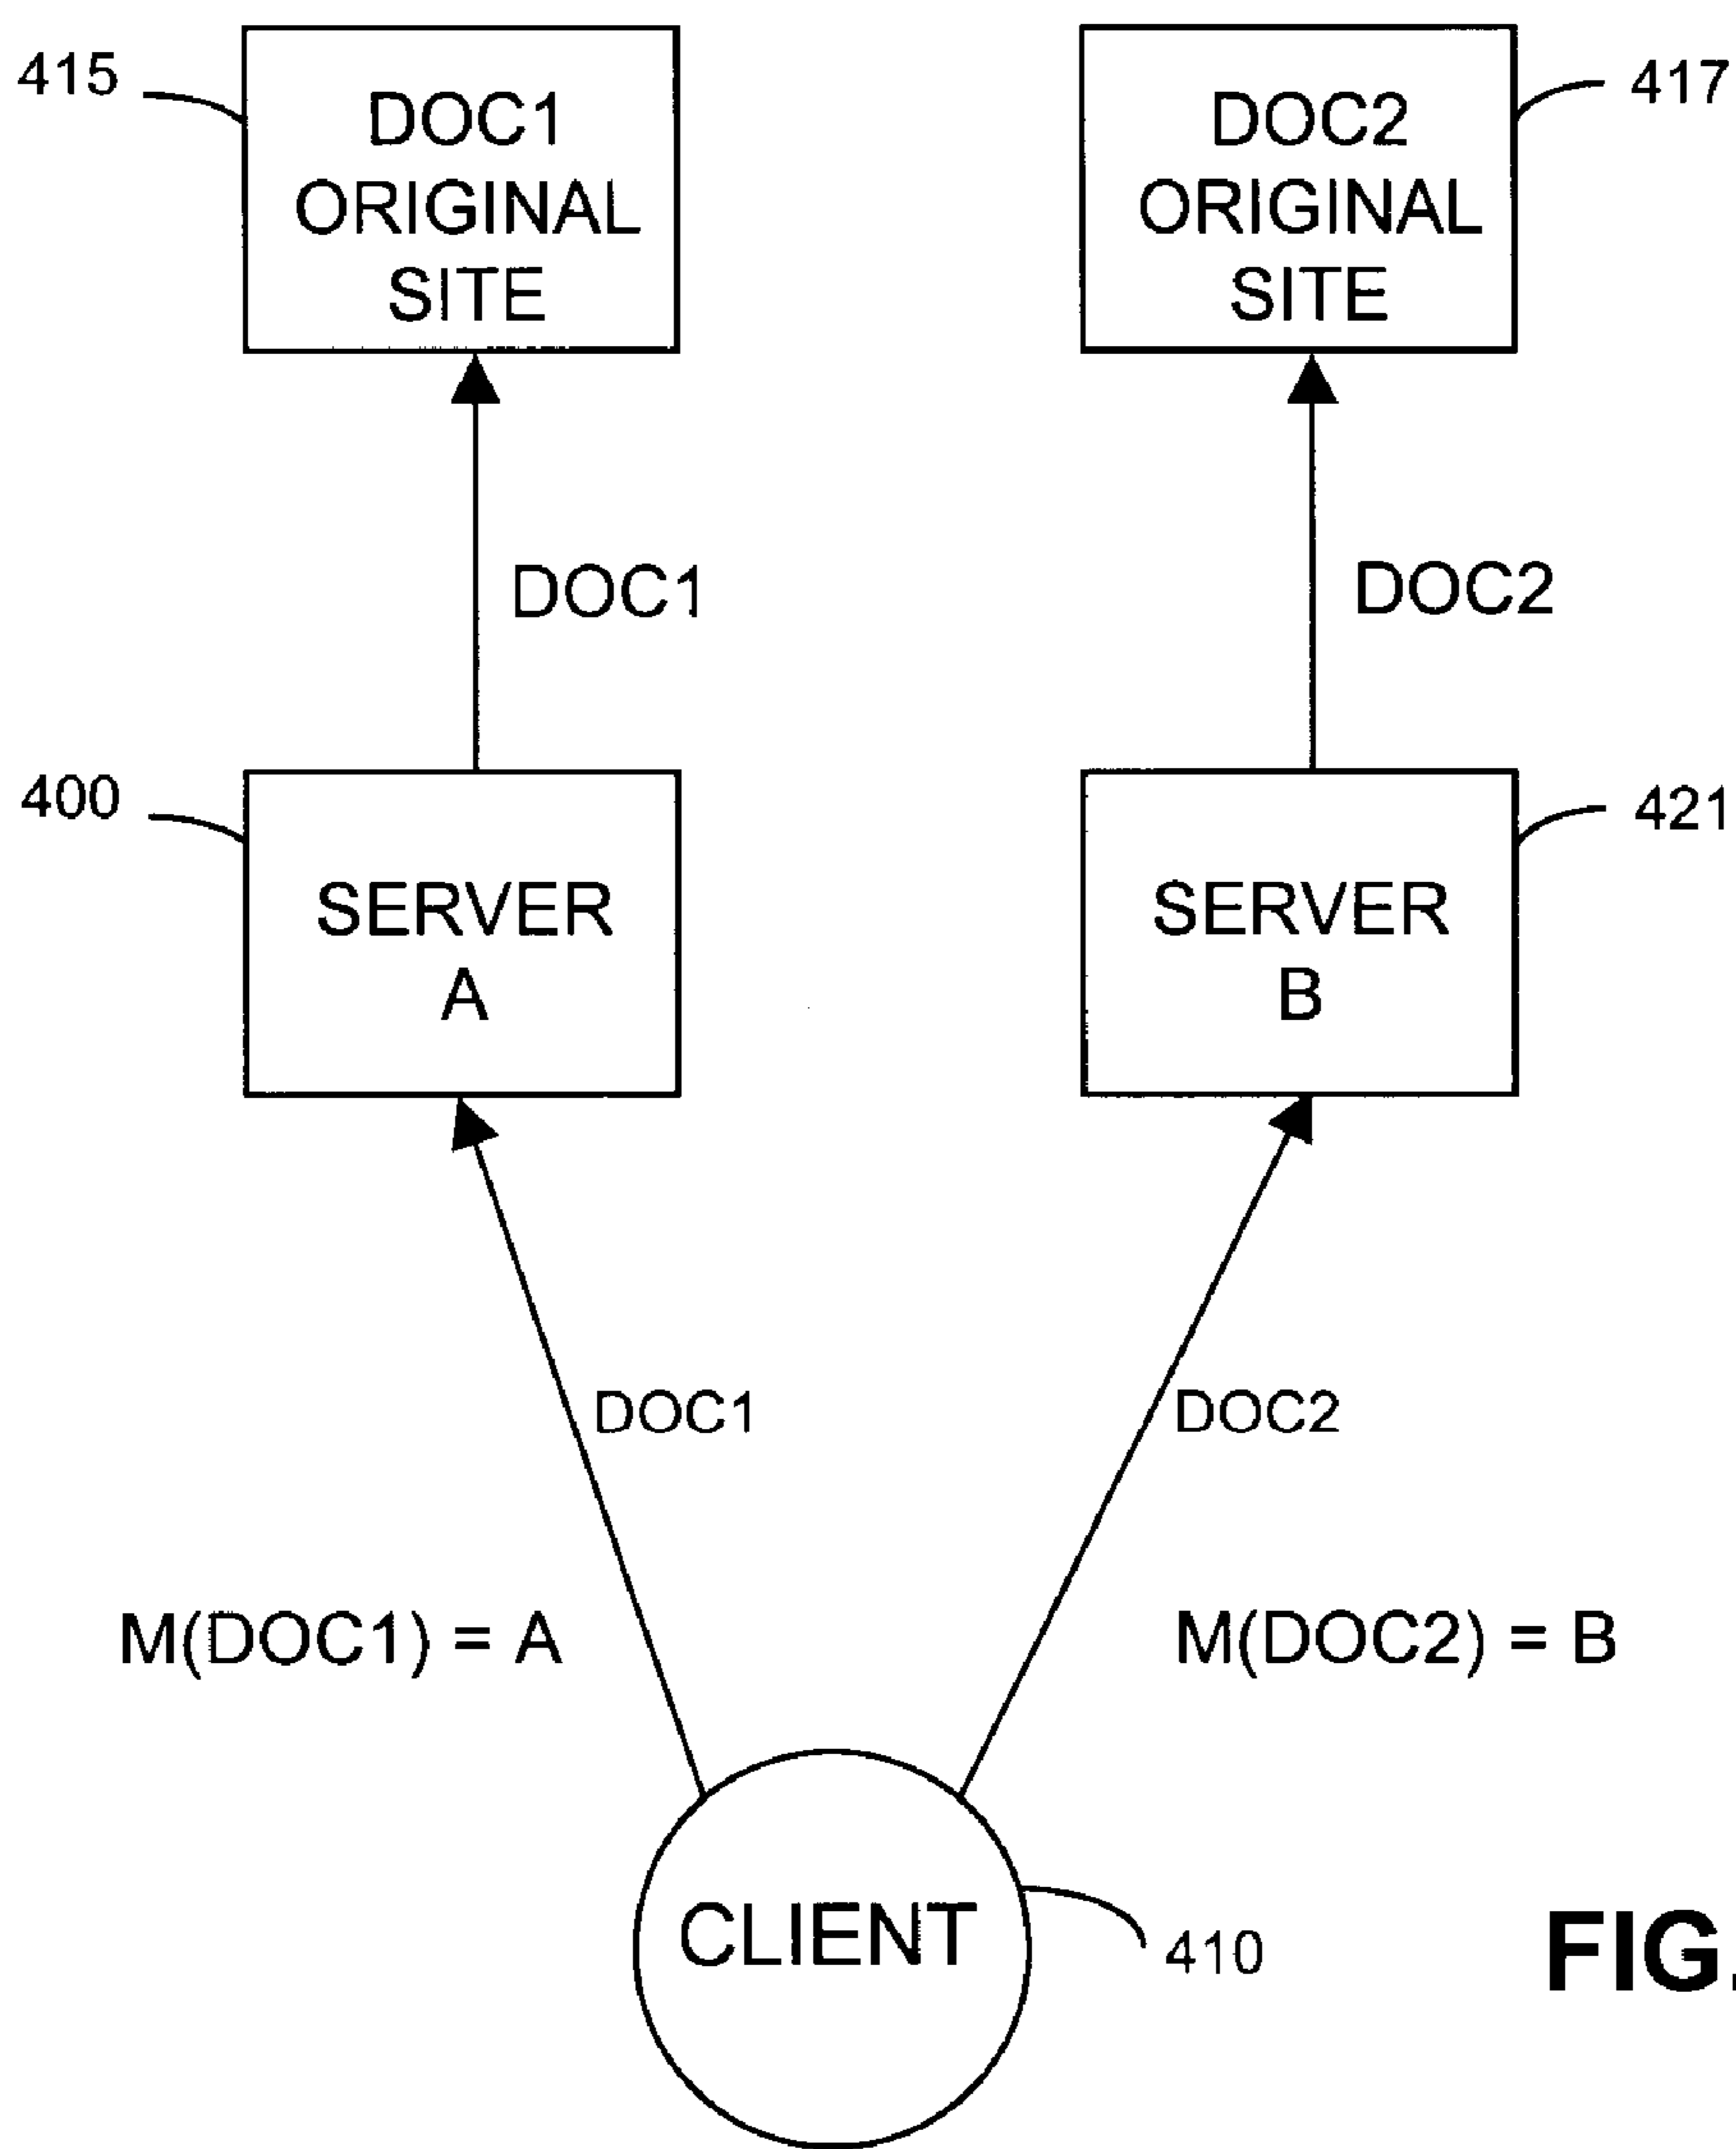 415
DOC1
ORIGINAL
SITE
DOC2
ORIGINAL
SITE
417
DOC1
DOC2
400
SERVER
A
SERVER
B
421
DOC1
DOC2
M(DOC1) = A
M(DOC2) = B
CLIENT
410
FIG.